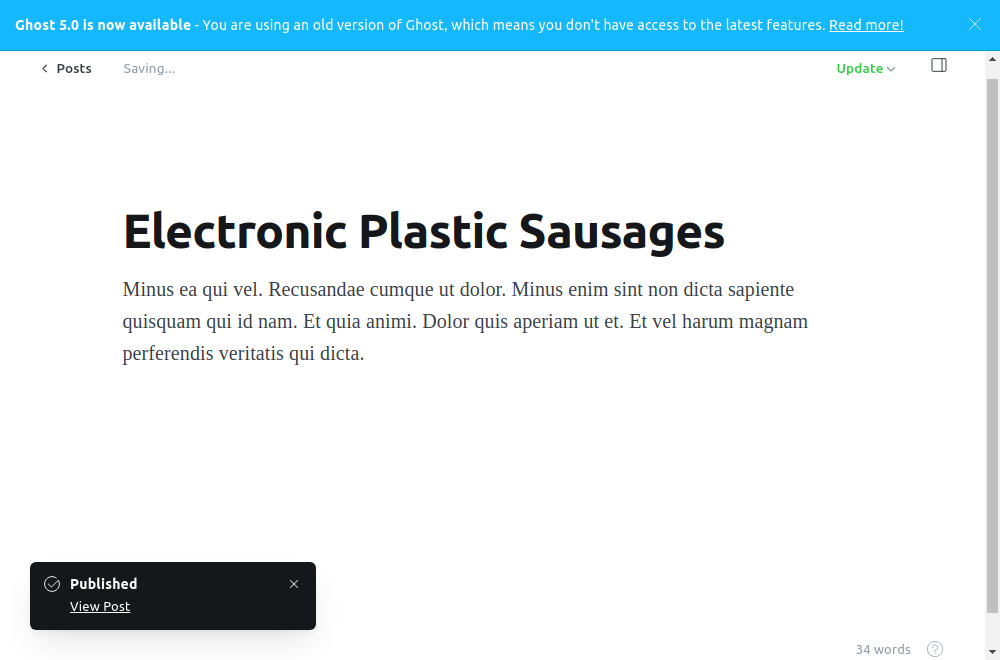 Ghost 5.0 is now available - You are using an old version of Ghost, which means you don't have access to the latest features. Read more!
Posts
Saving...
Update
Electronic Plastic Sausages
Minus ea qui vel. Recusandae cumque ut dolor. Minus enim sint non dicta sapiente
quisquam qui id nam. Et quia animi. Dolor quis aperiam ut et. Et vel harum magnam
perferendis veritatis qui dicta.
Published
View Post
34 words
?